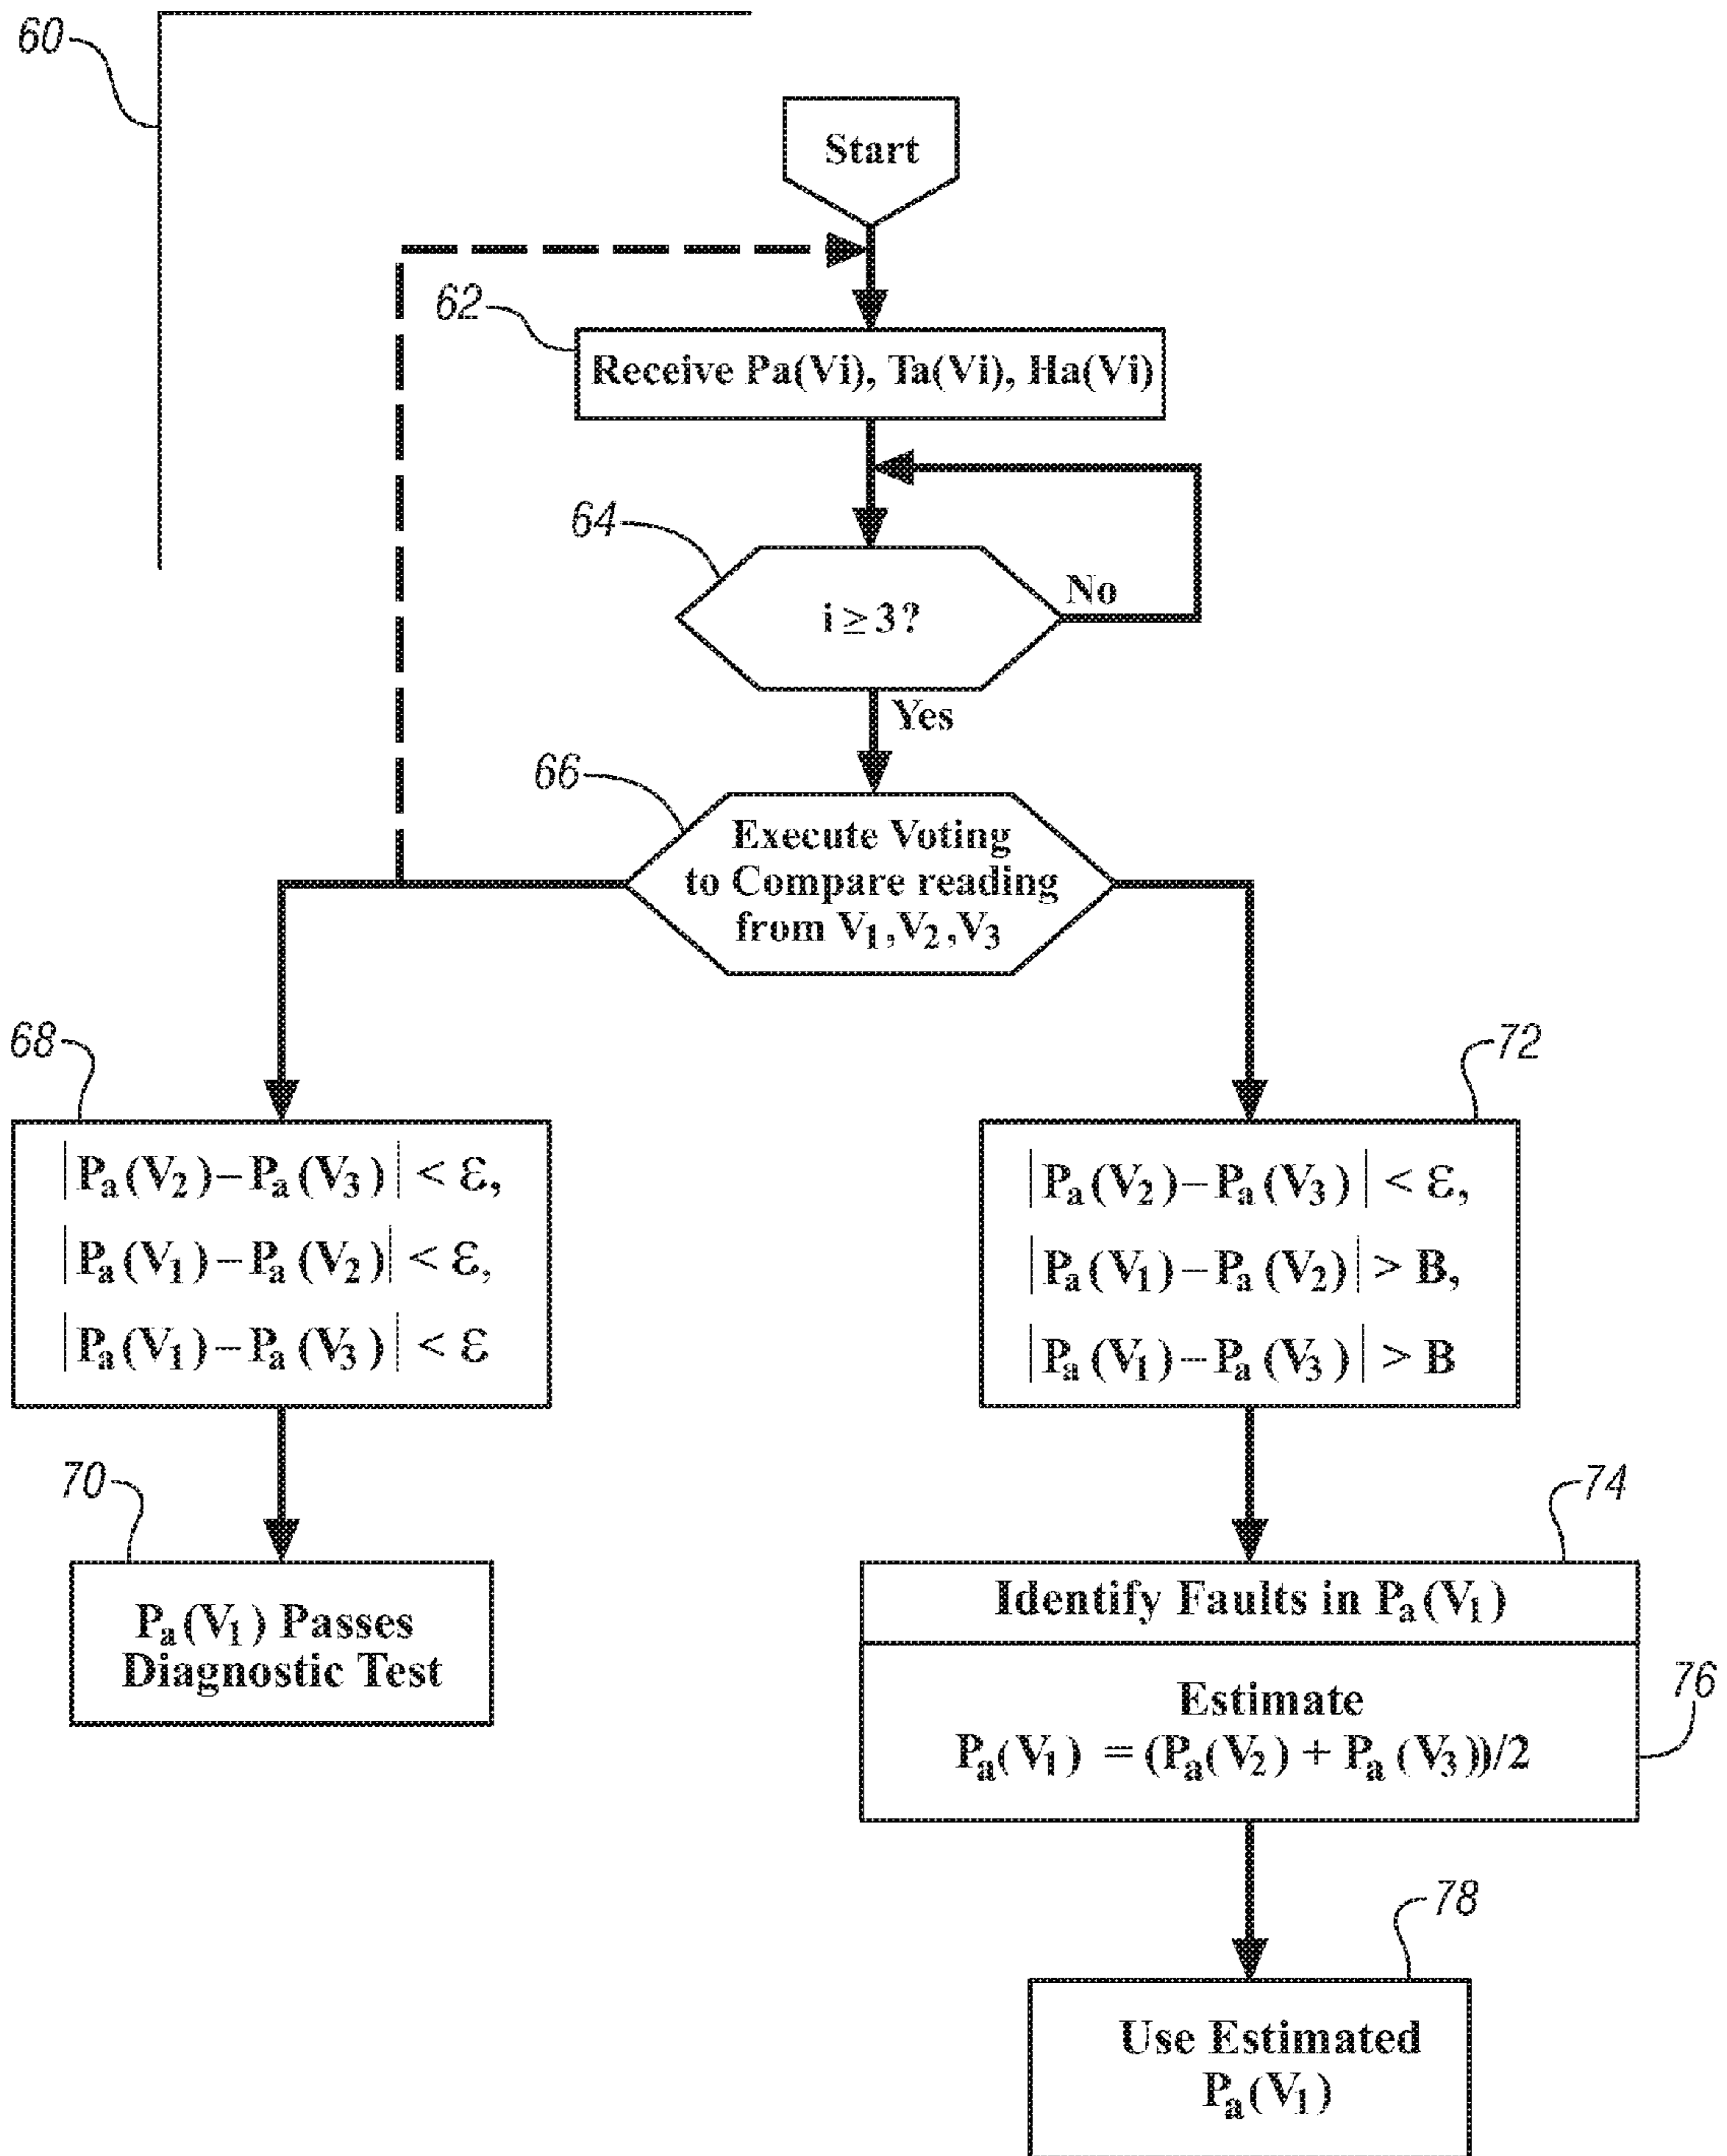 60
Start
62
Receive Pa(Vi), Ta(Vi), Ha(Vi)
64
i ≥ 3?
No
Yes
66
Execute Voting
to Compare reading
from V₁,V₂,V₃
68
|Pₐ(V₂)–Pₐ(V₃)| < ε,
|Pₐ(V₁)–Pₐ(V₂)| < ε,
|Pₐ(V₁)–Pₐ(V₃)| < ε
72
|Pₐ(V₂)–Pₐ(V₃)| < ε,
|Pₐ(V₁)–Pₐ(V₂)| > B,
|Pₐ(V₁)–Pₐ(V₃)| > B
70
Pₐ(V₁) Passes
Diagnostic Test
74
Identify Faults in Pₐ(V₁)
76
Estimate
Pₐ(V₁) = (Pₐ(V₂) + Pₐ(V₃))/2
78
Use Estimated
Pₐ(V₁)